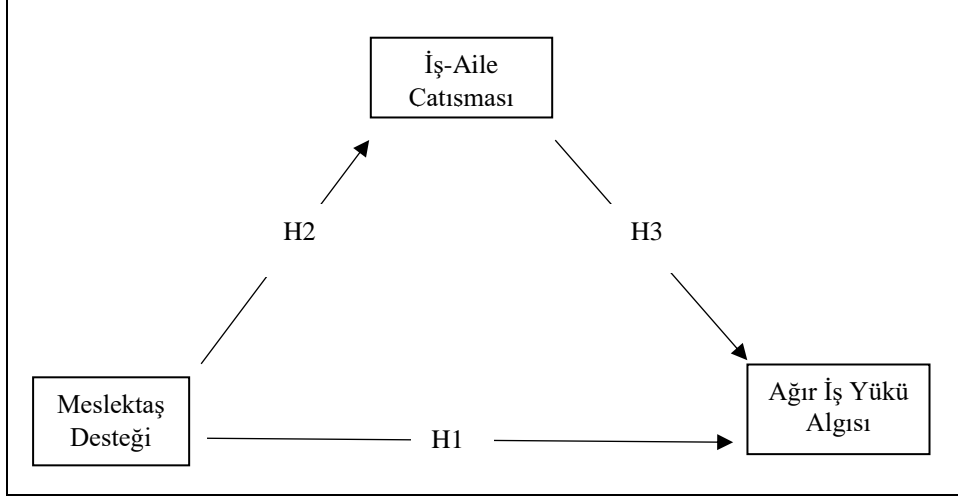 İş-Aile
Catısması
H2
H3
Meslektaş
Desteği
H1
Ağır İş Yükü
Algısı